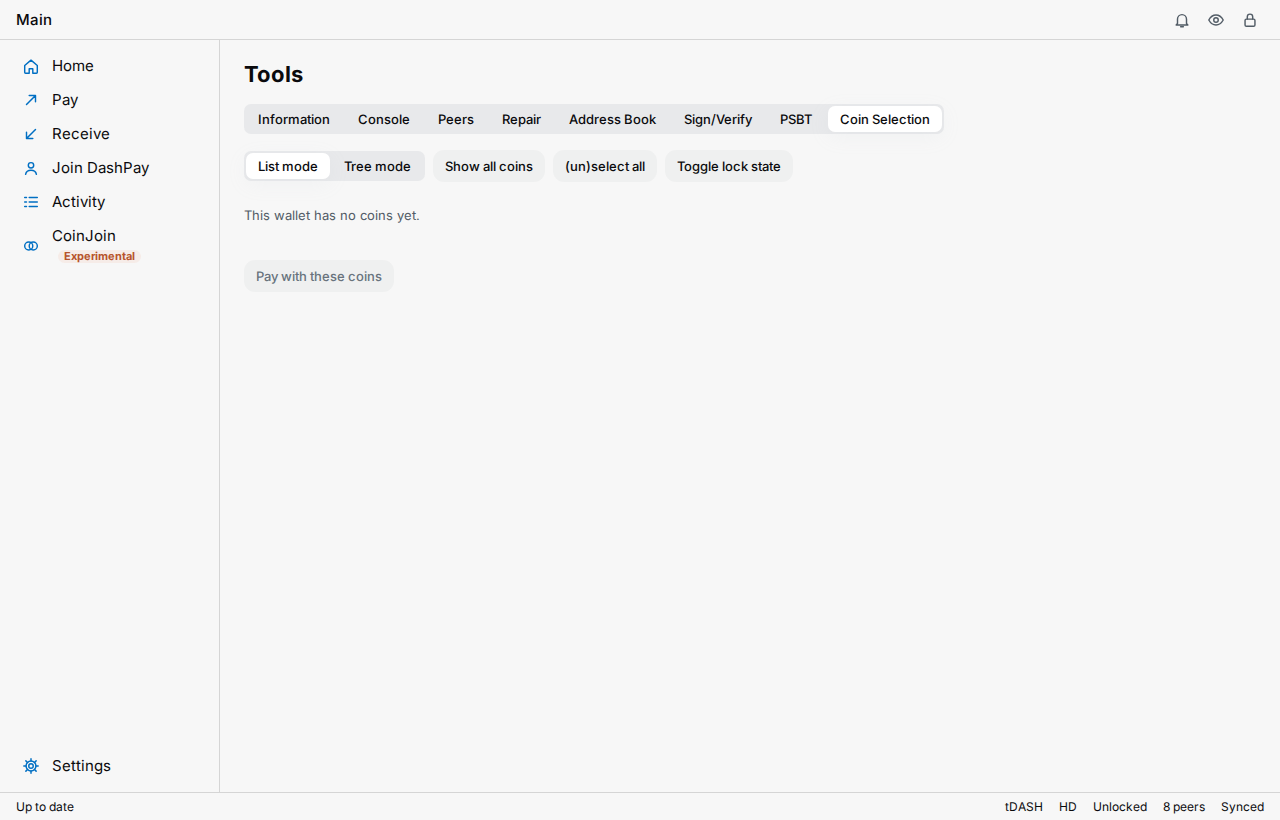 Main
Home
Pay
Receive
Join DashPay
Activity
CoinJoin
Experimental
Settings
Tools
Information Console Peers Repair Address Book Sign/Verify PSBT Coin Selection
List mode Tree mode Show all coins (un)select all Toggle lock state
This wallet has no coins yet.
Pay with these coins
Up to date tDASH HD Unlocked 8 peers Synced